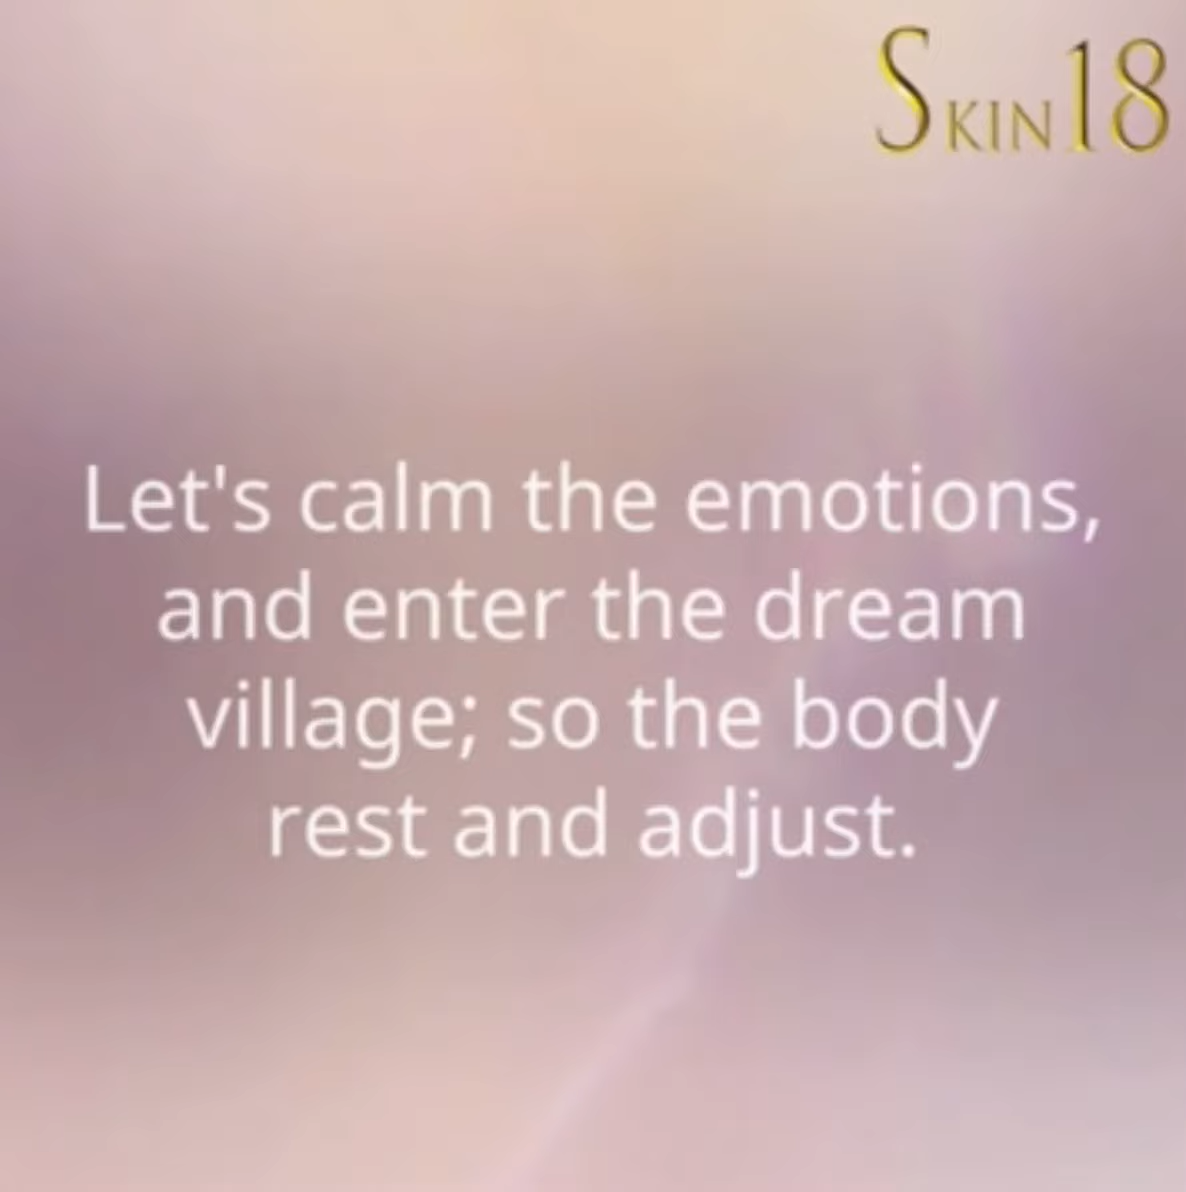 SKIN18
Let's calm the emotions,
and enter the dream
village; so the body
rest and adjust.